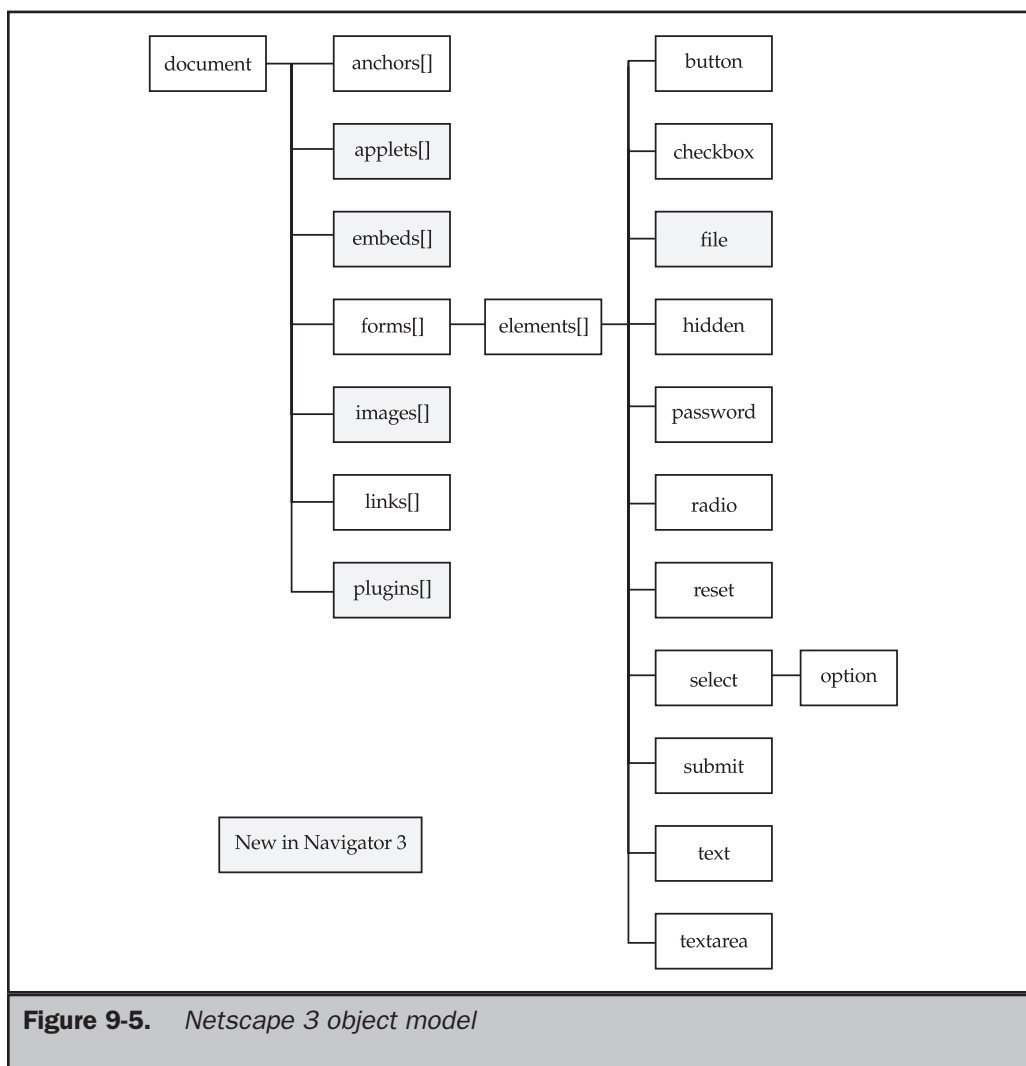 document
anchors[]
applets[]
embeds[]
forms[]
images[]
links[]
plugins[]
elements[]
button
checkbox
file
hidden
password
radio
reset
select
option
submit
text
textarea
New in Navigator 3
Figure 9-5. Netscape 3 object model